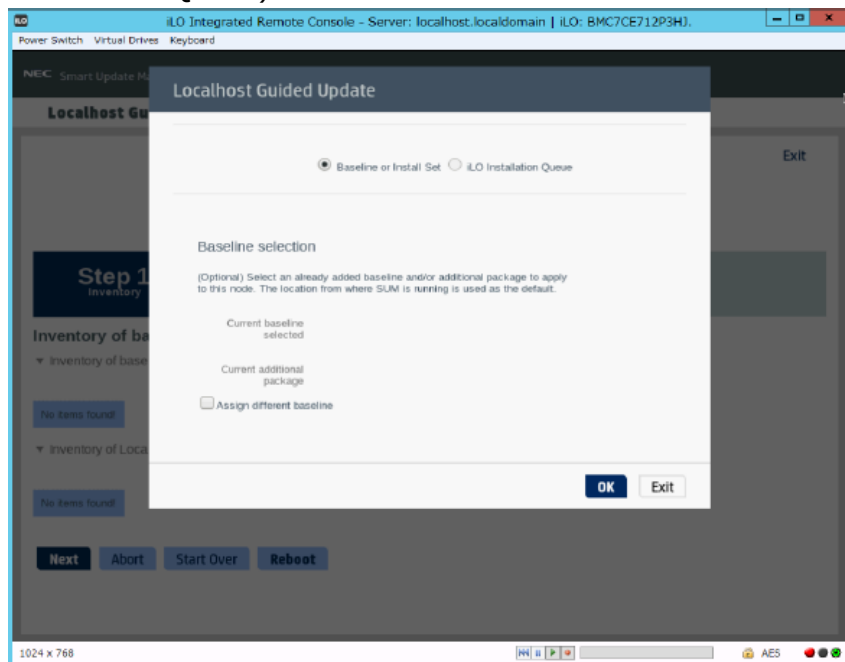 iLO Integrated Remote Console - Server: localhost.localdomain | iLO: BMC7CE712P3HJ.
Power Switch Virtual Drives Keyboard
NEC Smart Update Ma
Localhost Guided Update
Localhost Gu
Baseline or Install Set iLO Installation Queue
Exit
Baseline selection
(Optional) Select an already added baseline and/or additional package to apply
to this node. The location from where SUM is running is used as the default.
Step 1
Inventory
Current baseline
selected
Inventory of ba
Inventory of base
Current additional
package
Assign different baseline
No items found!
Inventory of Loca
OK Exit
No items found!
Next Abort Start Over Reboot
1024 x 768
AES